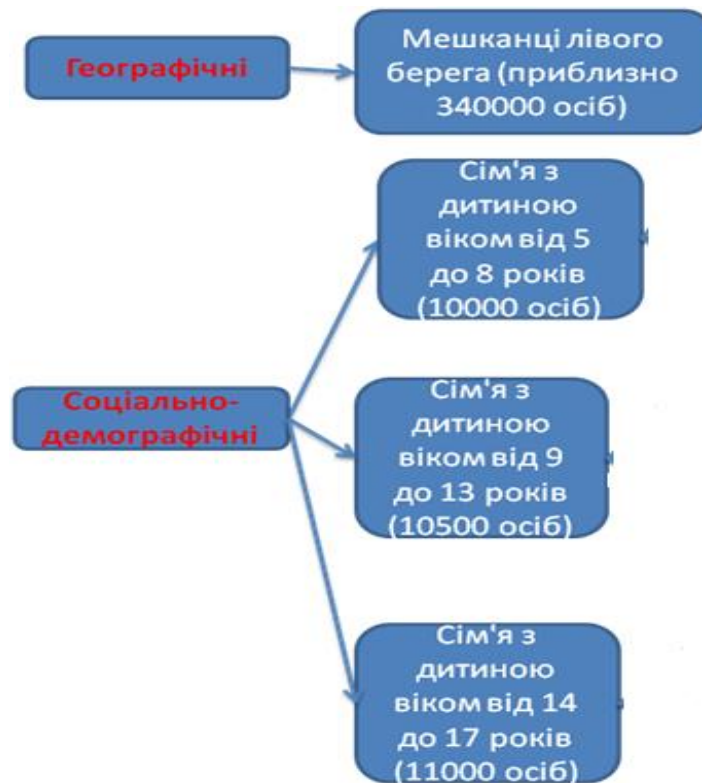 Географічні
Мешканці лівого
берега (приблизно
340000 осіб)
Сім'я з
дитиною
віком від 5
до 8 років
(10000 осіб)
Соціально-
демографічні
Сім'я з
дитиною
віком від 9
до 13 років
(10500 осіб)
Сім'я з
дитиною
віком від 14
до 17 років
(11000 осіб)